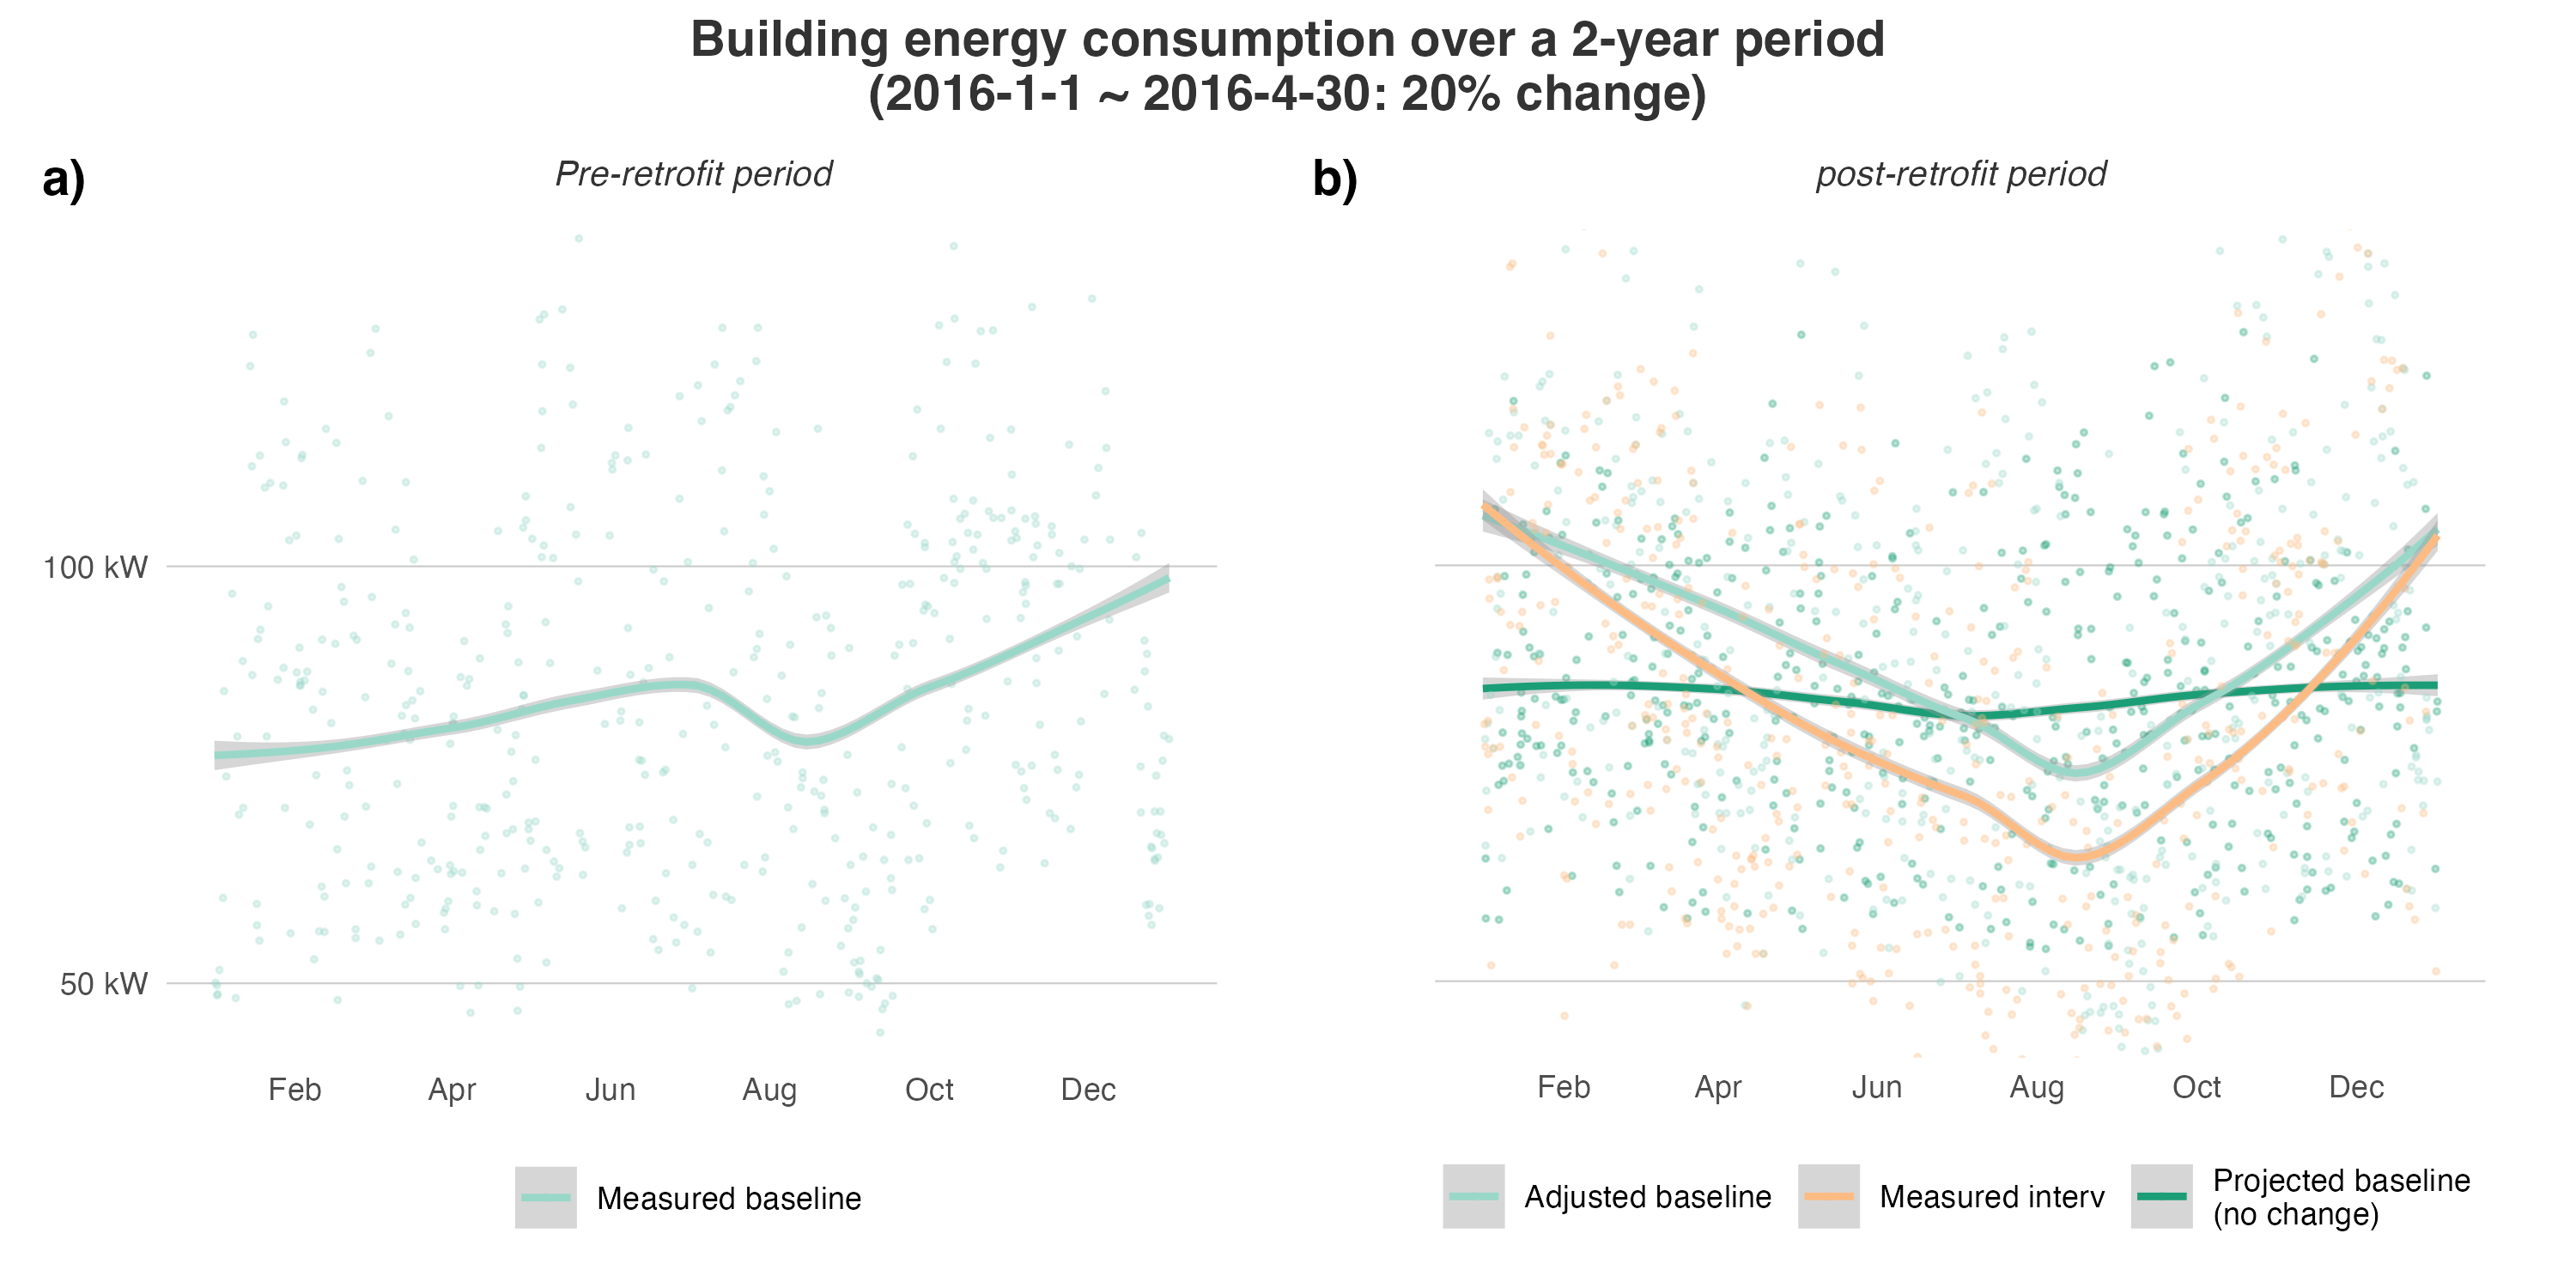 Building energy consumption over a 2-year period
(2016-1-1 ~ 2016-4-30: 20% change)
a)
Pre-retrofit period
100 kW
50 kW
Feb Apr Jun Aug Oct Dec
Measured baseline
b)
post-retrofit period
Feb Apr Jun Aug Oct Dec
Adjusted baseline
Measured interv
Projected baseline
(no change)